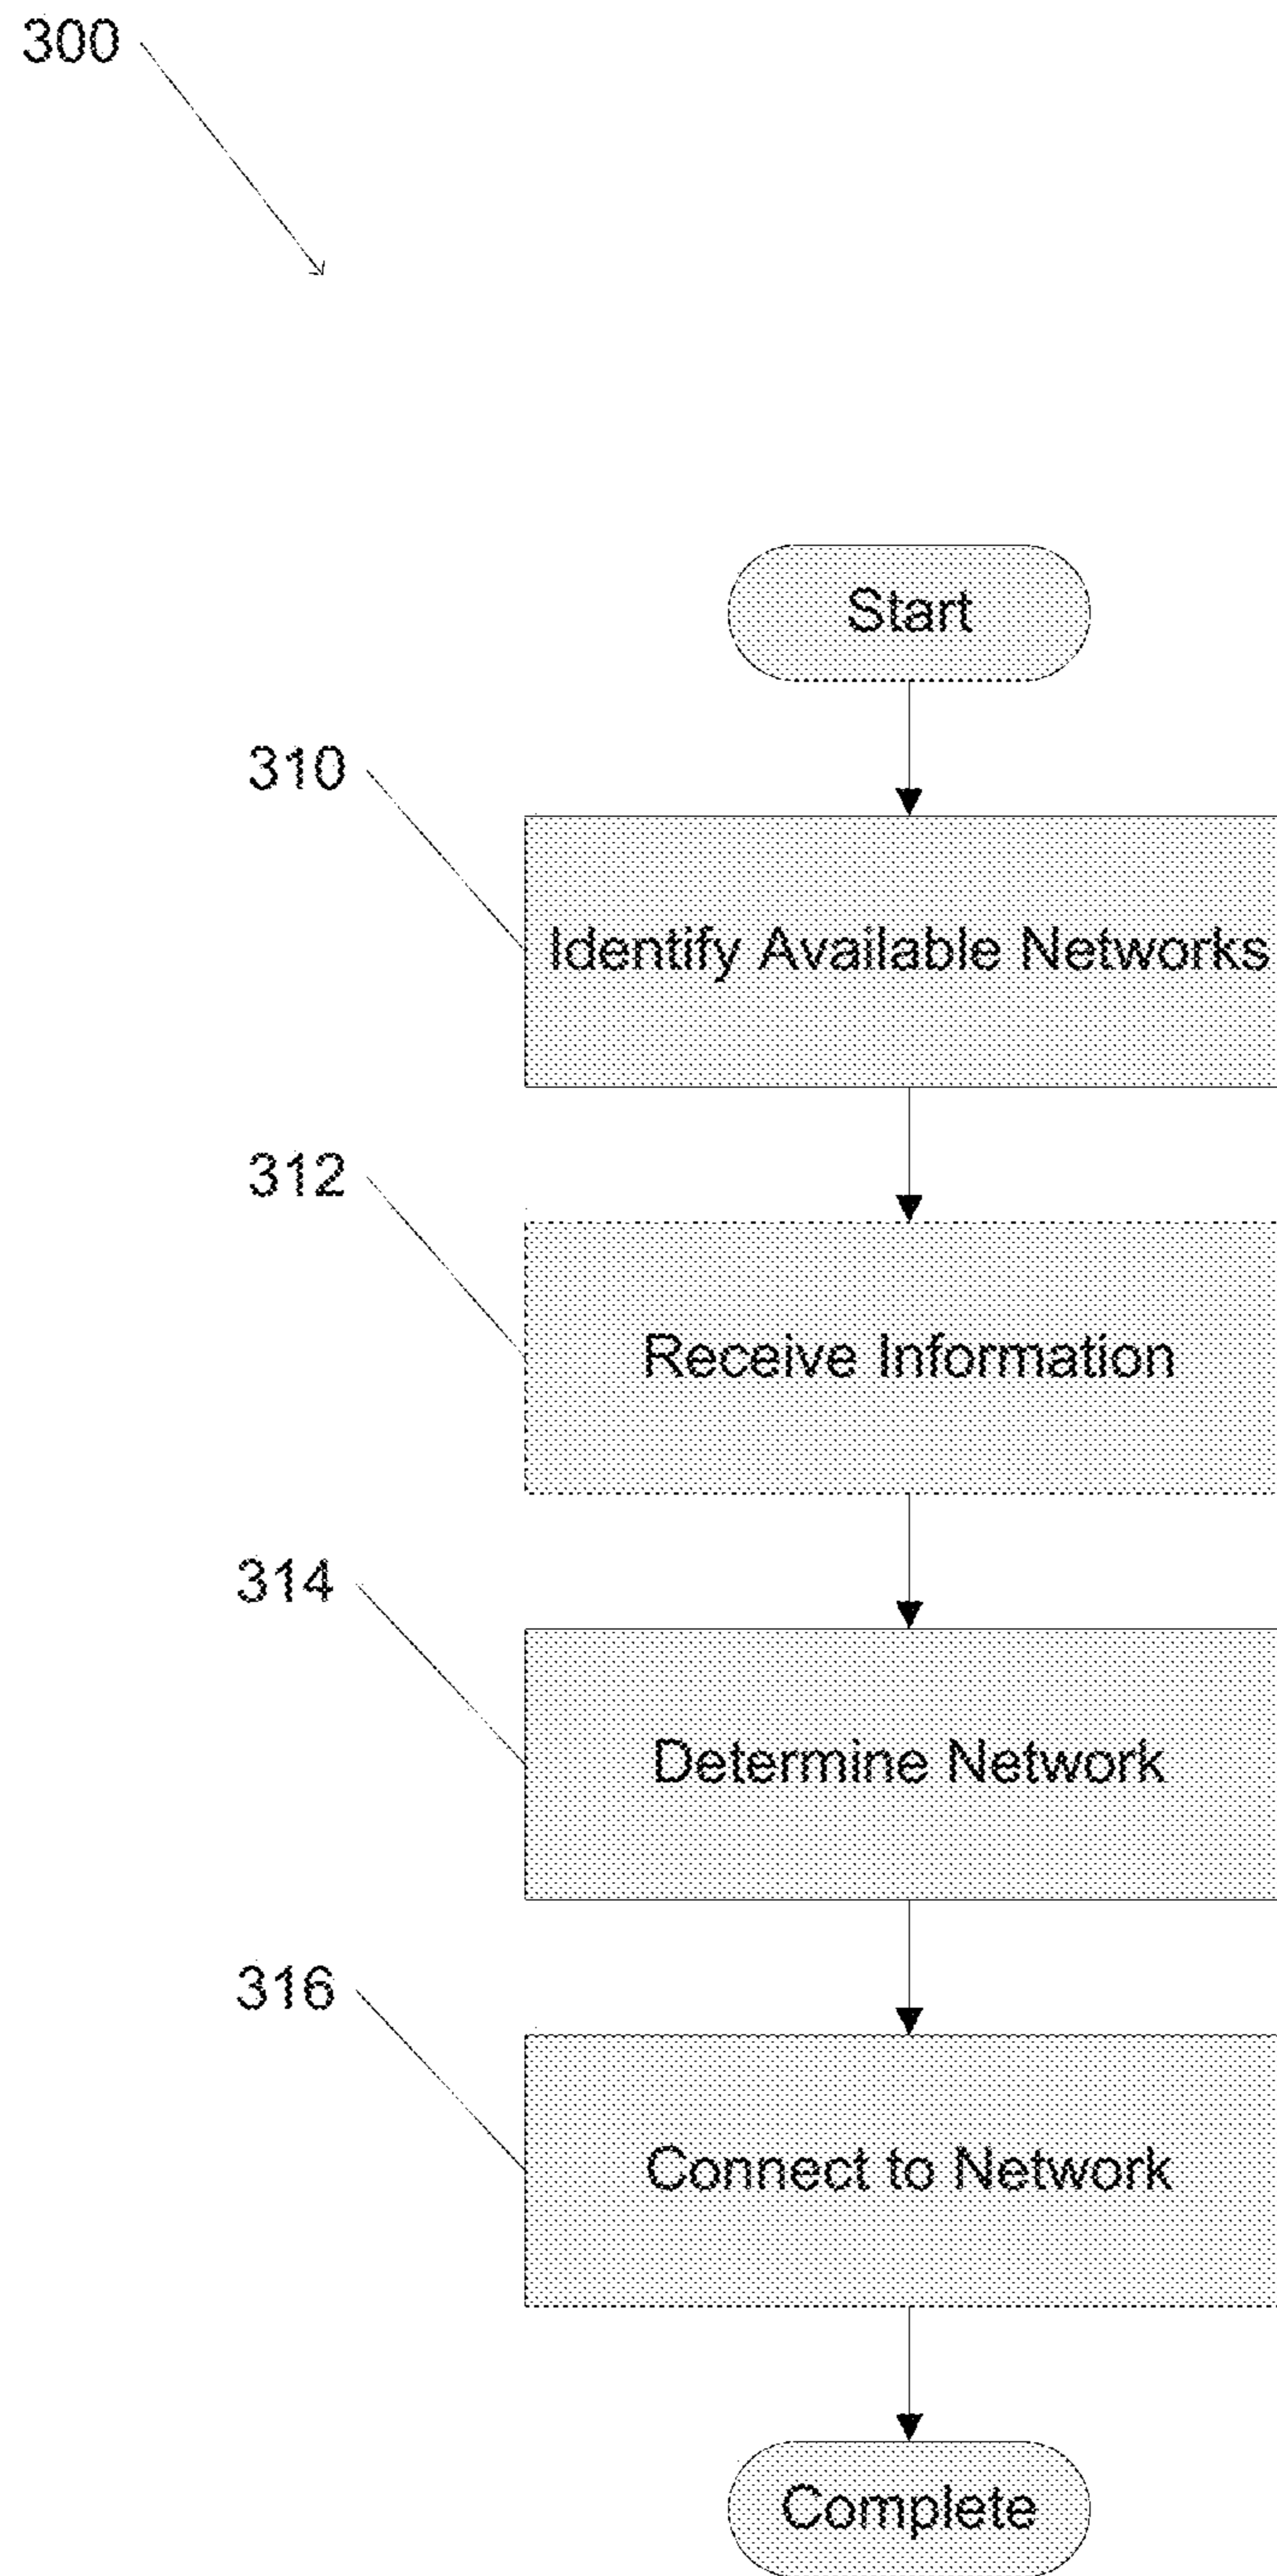 300
Start
310
Identify Available Networks
312
Receive Information
314
Determine Network
316
Connect to Network
Complete